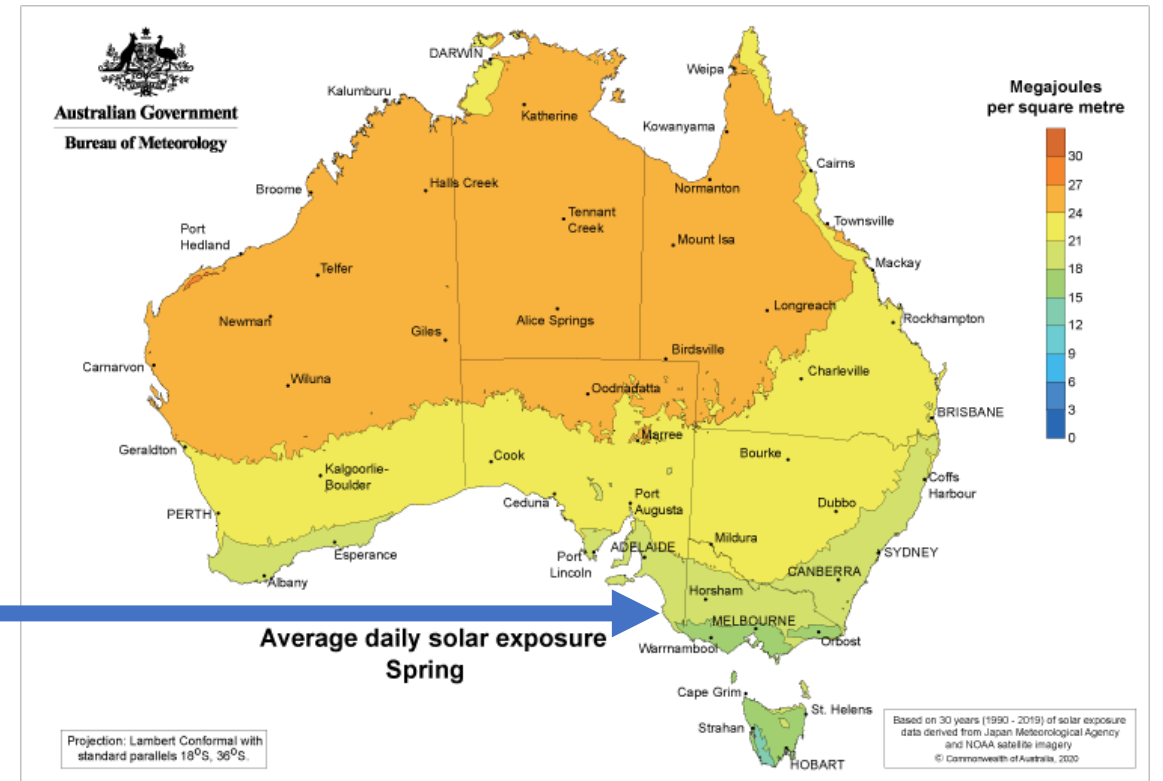 Australian Government
Bureau of Meteorology
Megajoules
per square metre
30
27
24
21
18
15
12
9
6
3
0
DARWIN
Weipa
Kalumburu
Katherine
Kowanyama
Cairns
Broome
Halls Creek
Normanton
Tennant
Creek
Townsville
Port
Hedland
Mount Isa
Mackay
Telfer
Longreach
Newman
Alice Springs
Rockhampton
Giles
Birdsville
Carnarvon
Charleville
Wiluna
Oodnadatta
BRISBANE
Marree
Geraldton
Cook
Bourke
Kalgoorlie-
Boulder
Coffs
Harbour
Ceduna
Port
Augusta
Dubbo
PERTH
Mildura
Esperance
Port
Lincoln
ADELAIDE
SYDNEY
Albany
CANBERRA
Horsham
MELBOURNE
Warrnambool
Orbost
Average daily solar exposure
Spring
Cape Grim
St. Helens
Strahan
HOBART
Projection: Lambert Conformal with
standard parallels 18⁰S, 36⁰S.
Based on 30 years (1990 - 2019) of solar exposure
data derived from Japan Meteorological Agency
and NOAA satellite imagery
© Commonwealth of Australia, 2020